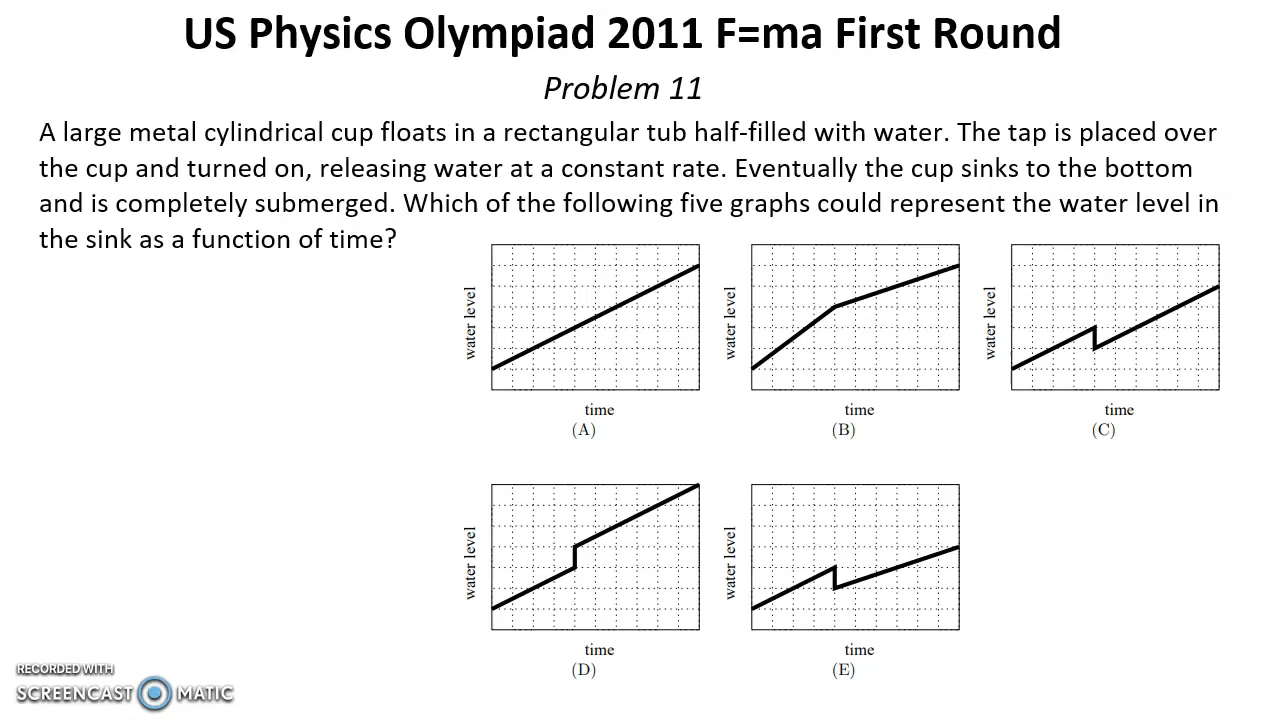 US Physics Olympiad 2011 F=ma First Round
Problem 11
A large metal cylindrical cup floats in a rectangular tub half-filled with water. The tap is placed over
the cup and turned on, releasing water at a constant rate. Eventually the cup sinks to the bottom
and is completely submerged. Which of the following five graphs could represent the water level in
the sink as a function of time?
water level
time
(A)
water level
time
(B)
water level
time
(C)
water level
time
(D)
water level
time
(E)
RECORDED WITH
SCREENCAST MATIC